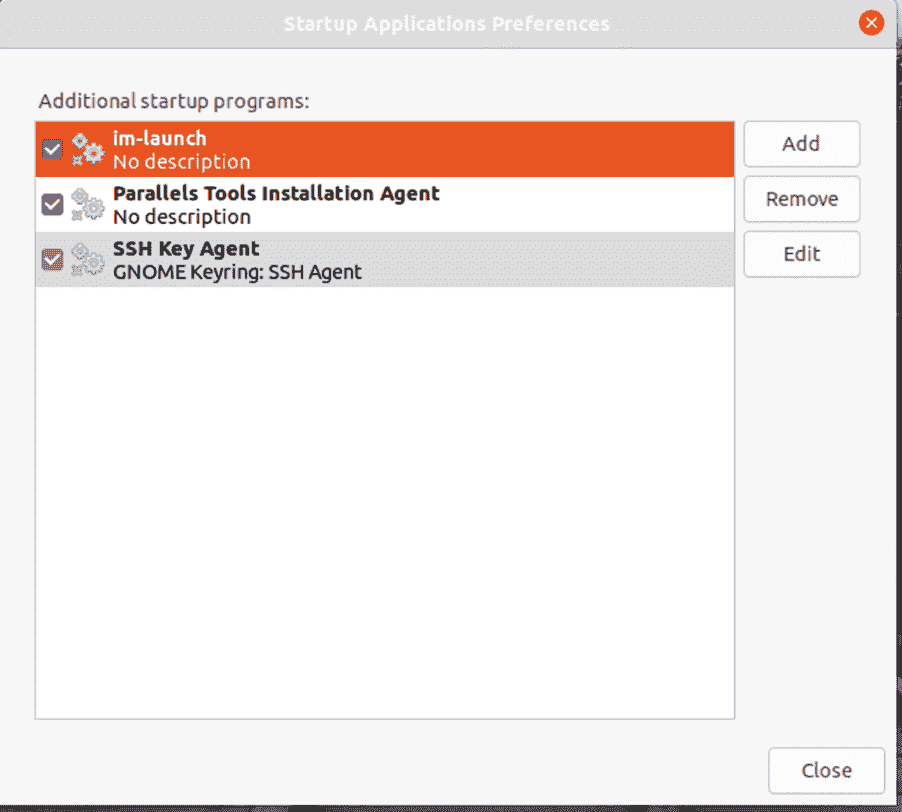 Startup Applications Preferences
Additional startup programs:
im-launch
No description
Parallels Tools Installation Agent
No description
SSH Key Agent
GNOME Keyring: SSH Agent
Add
Remove
Edit
Close